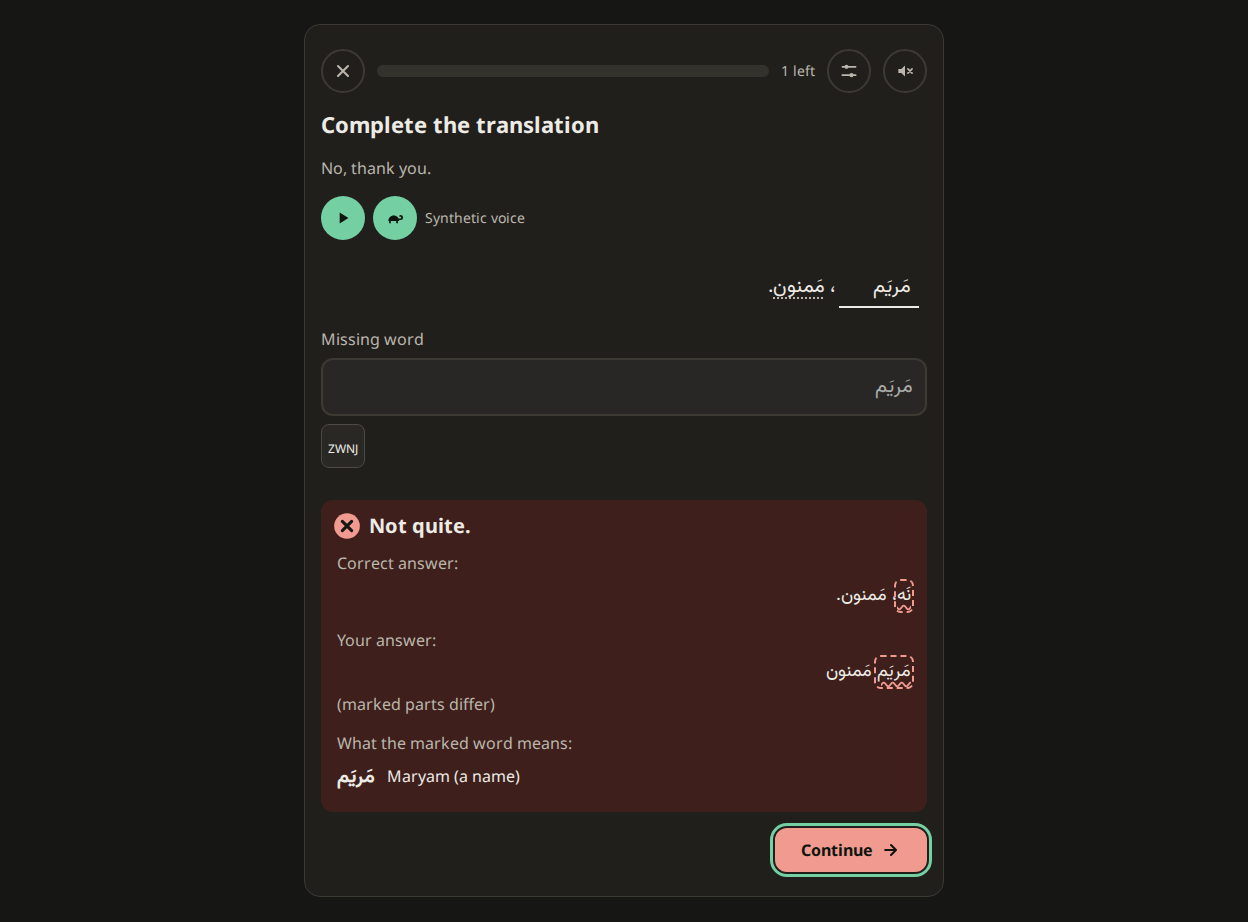 1 left
Complete the translation
No, thank you.
Synthetic voice
مَریَم ، مَمنون.
Missing word
مَریَم
ZWNJ
Not quite.
Correct answer:
نَه، مَمنون.
Your answer:
مَریَم مَمنون
(marked parts differ)
What the marked word means:
مَریَم Maryam (a name)
Continue